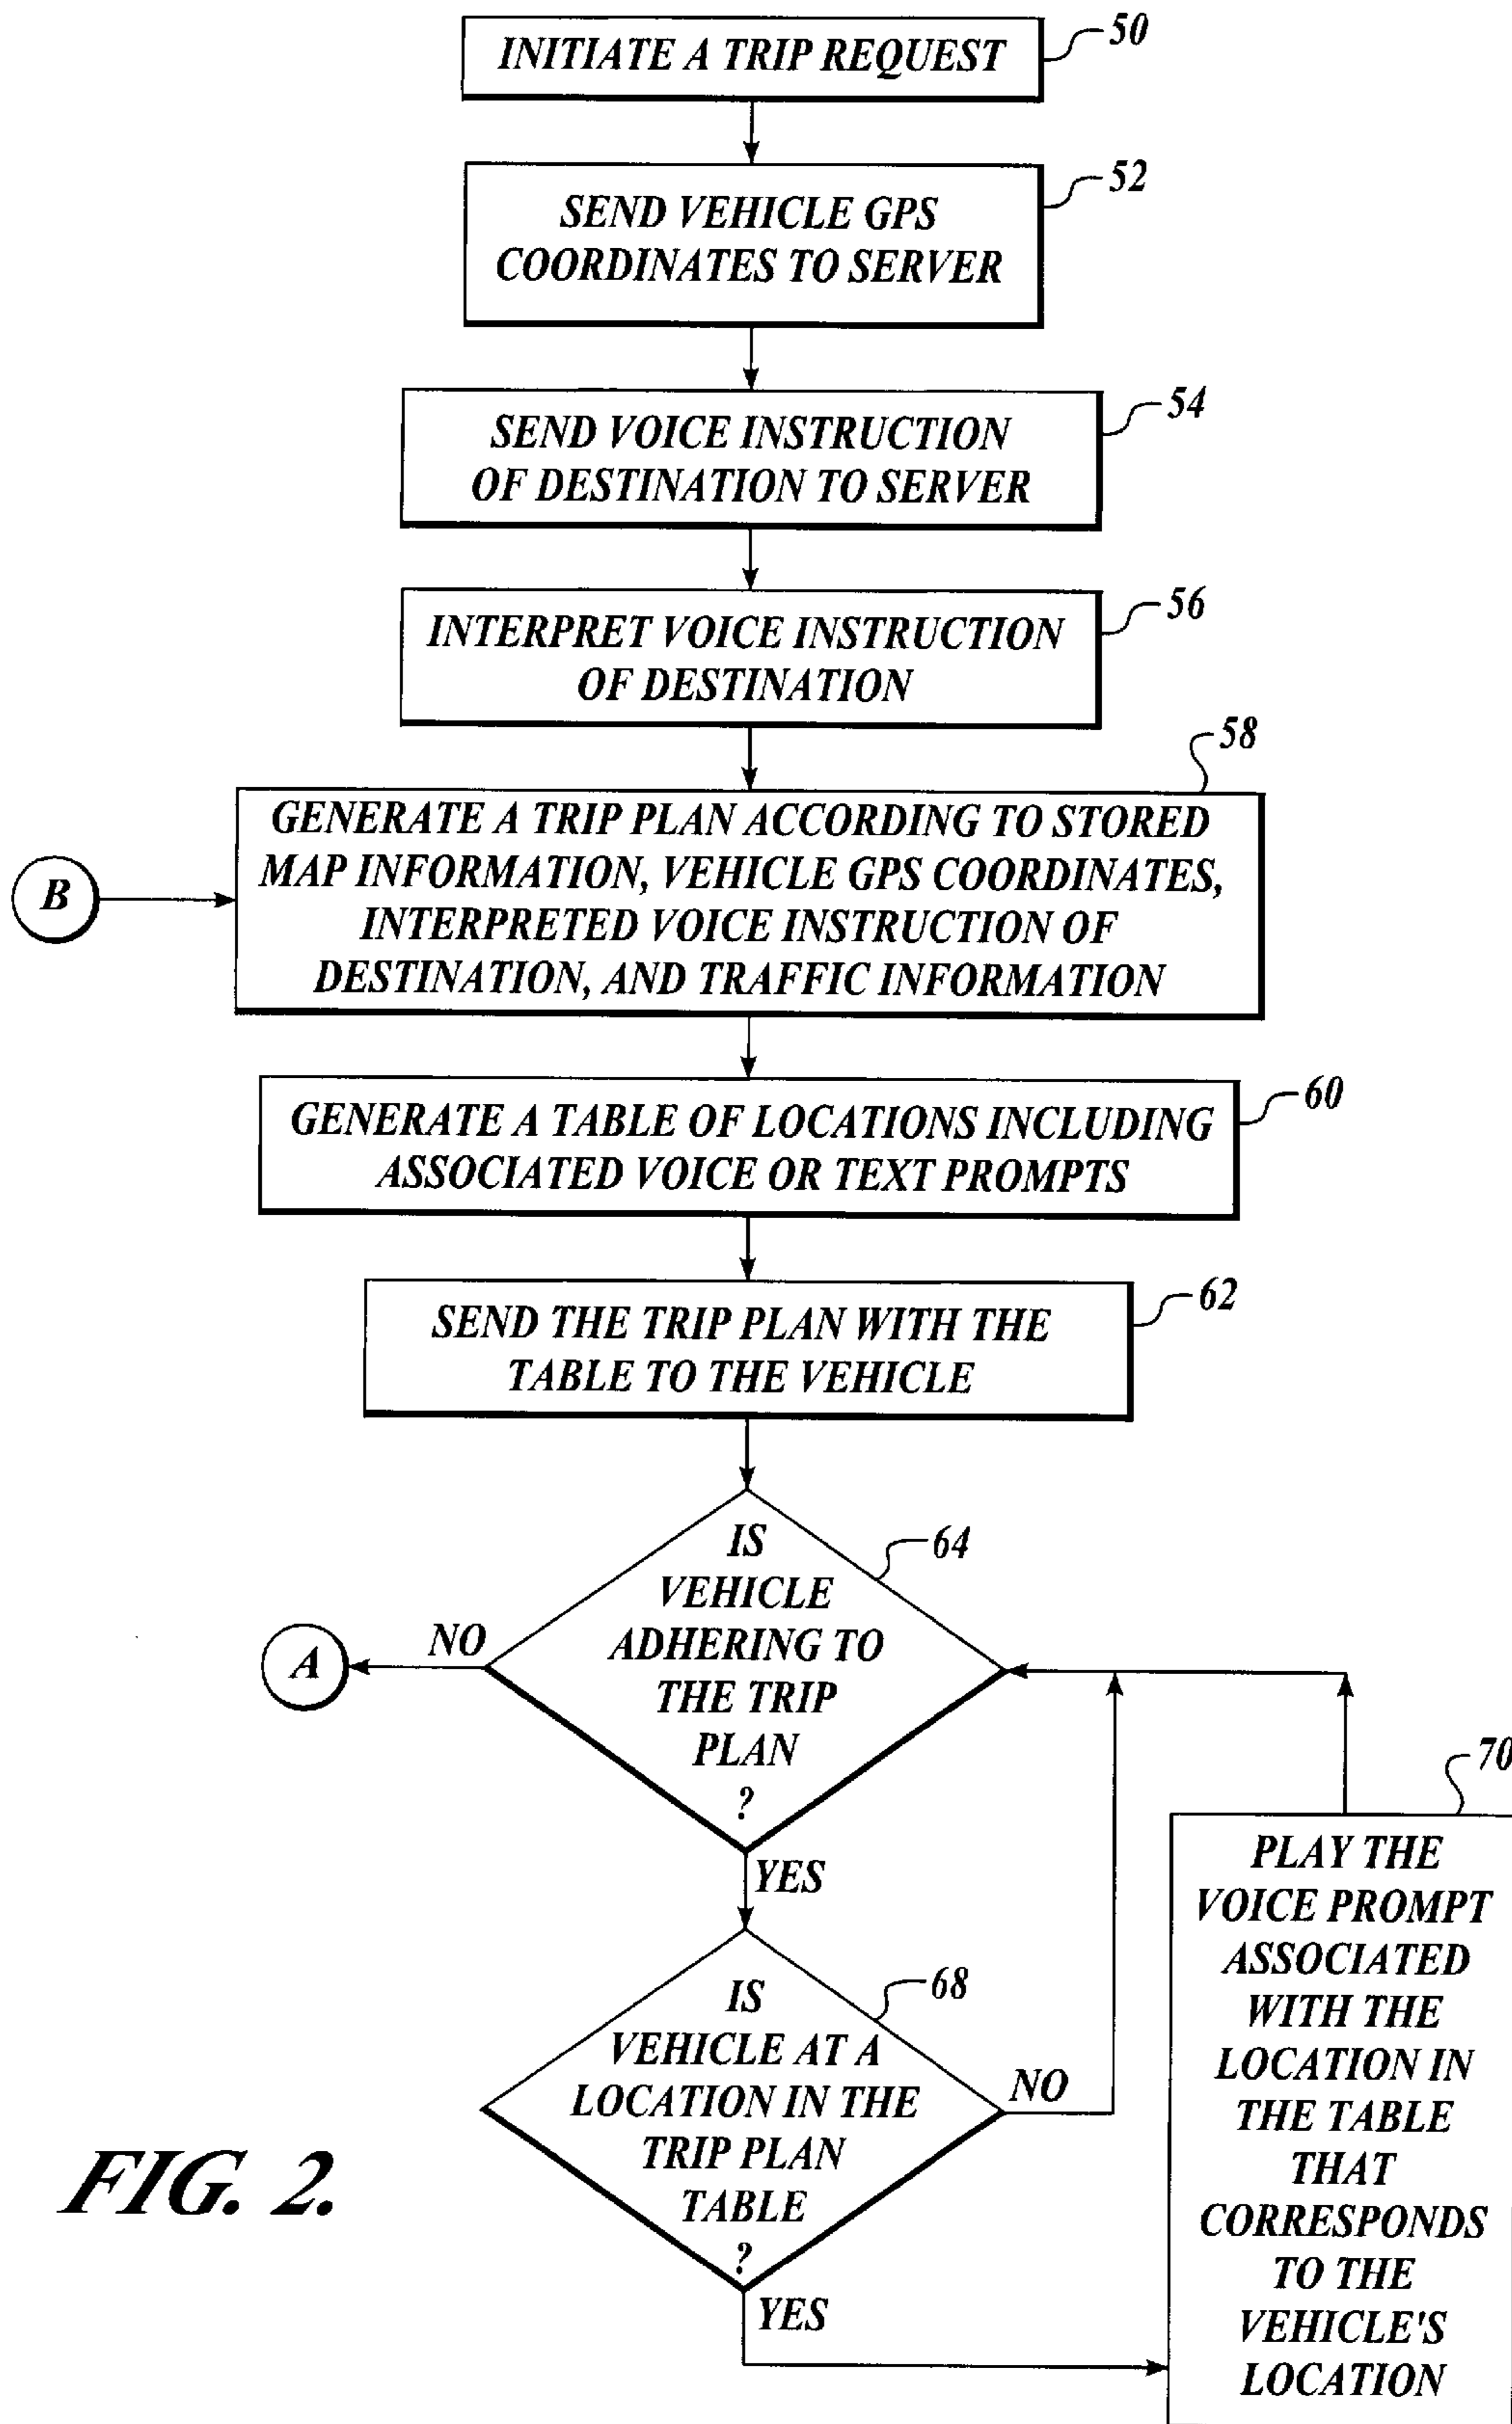 INITIATE A TRIP REQUEST
50
SEND VEHICLE GPS
COORDINATES TO SERVER
52
SEND VOICE INSTRUCTION
OF DESTINATION TO SERVER
54
INTERPRET VOICE INSTRUCTION
OF DESTINATION
56
58
GENERATE A TRIP PLAN ACCORDING TO STORED
MAP INFORMATION, VEHICLE GPS COORDINATES,
INTERPRETED VOICE INSTRUCTION OF
DESTINATION, AND TRAFFIC INFORMATION
B
GENERATE A TABLE OF LOCATIONS INCLUDING
ASSOCIATED VOICE OR TEXT PROMPTS
60
SEND THE TRIP PLAN WITH THE
TABLE TO THE VEHICLE
62
IS
VEHICLE
ADHERING TO
THE TRIP
PLAN
?
64
NO
A
YES
IS
VEHICLE AT A
LOCATION IN THE
TRIP PLAN
TABLE
?
68
NO
YES
70
PLAY THE
VOICE PROMPT
ASSOCIATED
WITH THE
LOCATION IN
THE TABLE
THAT
CORRESPONDS
TO THE
VEHICLE'S
LOCATION
FIG. 2.